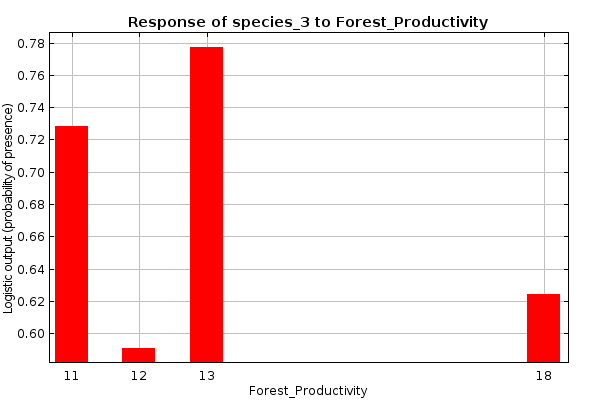 Response of species_3 to Forest_Productivity
Logistic output (probability of presence)
0.78
0.76
0.74
0.72
0.70
0.68
0.66
0.64
0.62
0.60
11 12 13 18
Forest_Productivity